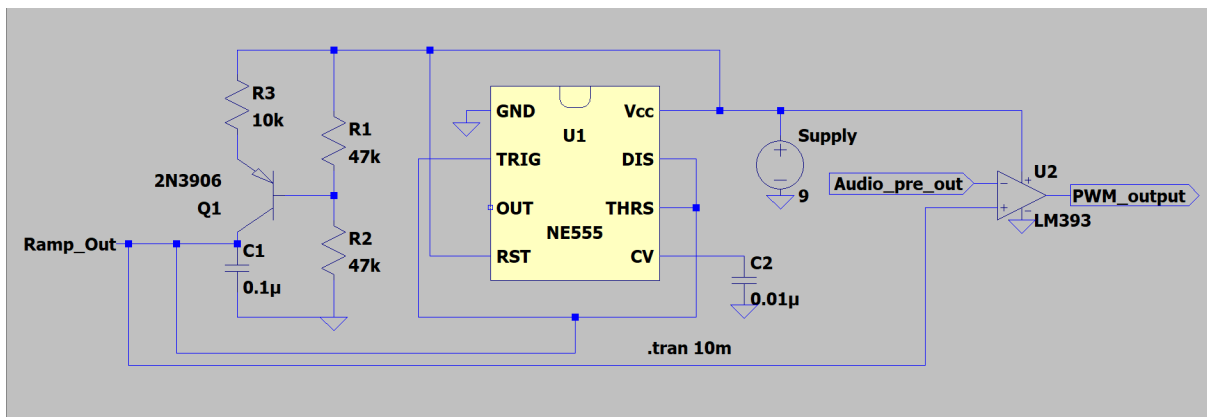 R3
10k
R1
47k
2N3906
Q1
Ramp_Out
C1
0.1µ
R2
47k
GND
Vcc
U1
TRIG
DIS
OUT
THRS
NE555
RST
CV
C2
0.01µ
.tran 10m
Supply
9
Audio_pre_out
U2
PWM_output
LM393